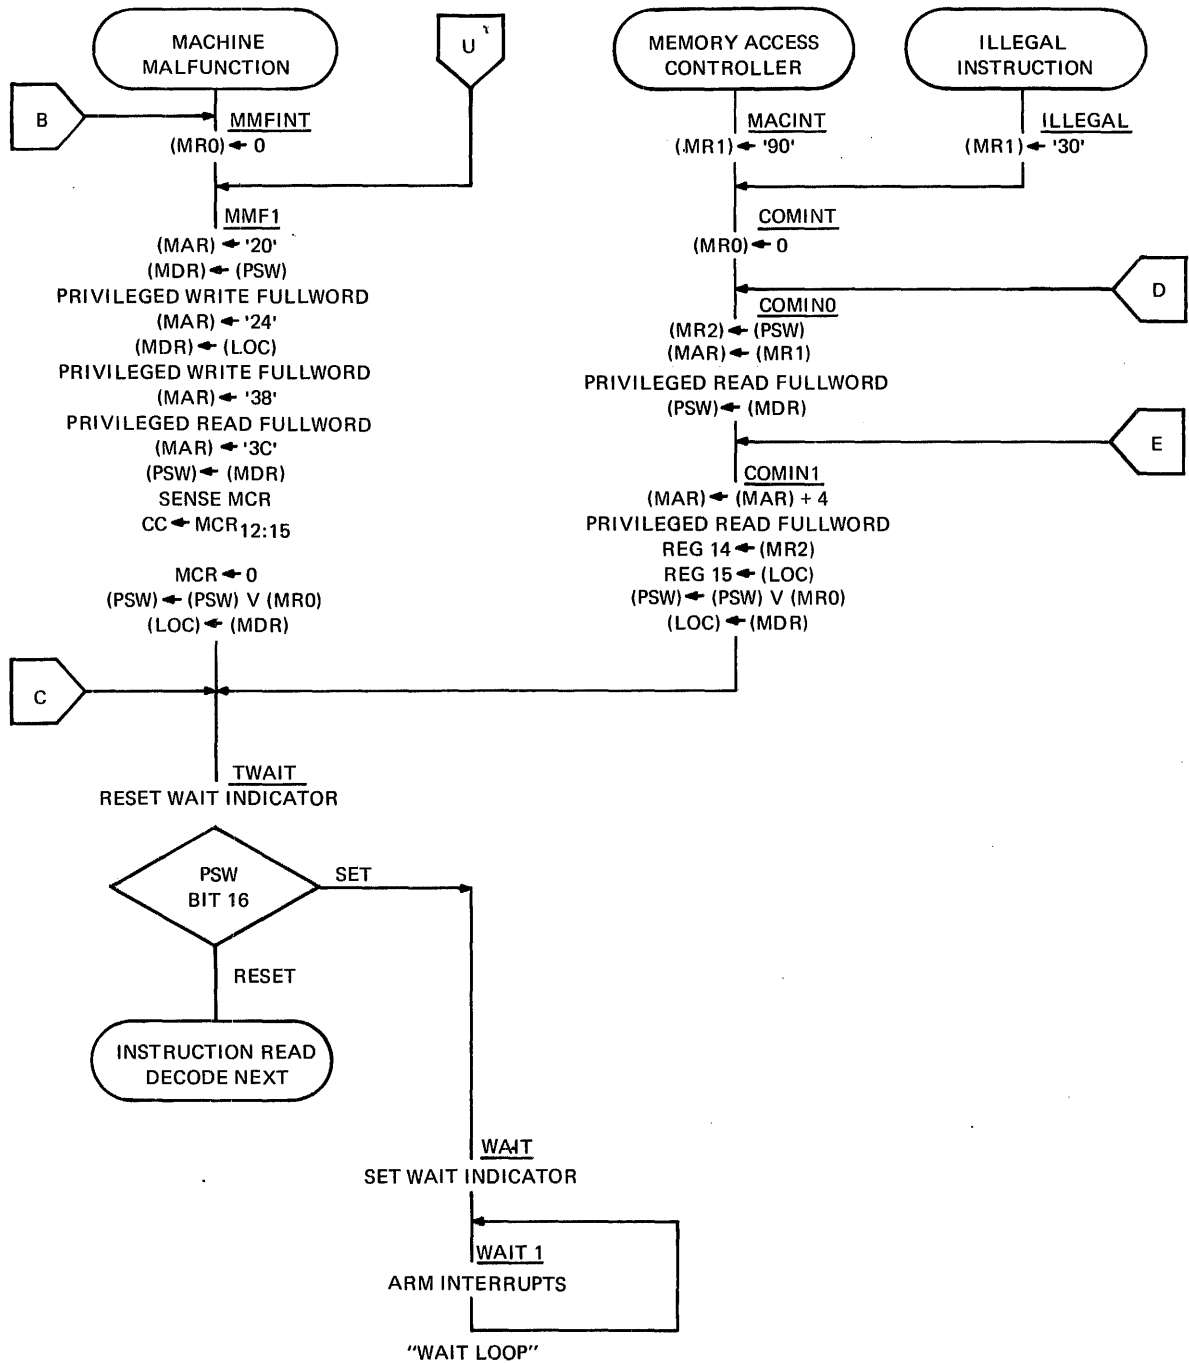 MACHINE
MALFUNCTION
U
MEMORY ACCESS
CONTROLLER
ILLEGAL
INSTRUCTION
B
MMFINT
(MR0) ← 0
MACINT
(MR1) ← '90'
ILLEGAL
(MR1) ← '30'
MMF1
(MAR) ← '20'
(MDR) ← (PSW)
PRIVILEGED WRITE FULLWORD
(MAR) ← '24'
(MDR) ← (LOC)
PRIVILEGED WRITE FULLWORD
(MAR) ← '38'
PRIVILEGED READ FULLWORD
(MAR) ← '3C'
(PSW) ← (MDR)
SENSE MCR
CC ← MCR12:15
MCR ← 0
(PSW) ← (PSW) V (MR0)
(LOC) ← (MDR)
COMINT
(MR0) ← 0
D
COMIN0
(MR2) ← (PSW)
(MAR) ← (MR1)
PRIVILEGED READ FULLWORD
(PSW) ← (MDR)
E
COMIN1
(MAR) ← (MAR) + 4
PRIVILEGED READ FULLWORD
REG 14 ← (MR2)
REG 15 ← (LOC)
(PSW) ← (PSW) V (MR0)
(LOC) ← (MDR)
C
TWAIT
RESET WAIT INDICATOR
PSW
BIT 16
SET
RESET
INSTRUCTION READ
DECODE NEXT
WAIT
SET WAIT INDICATOR
WAIT 1
ARM INTERRUPTS
"WAIT LOOP"